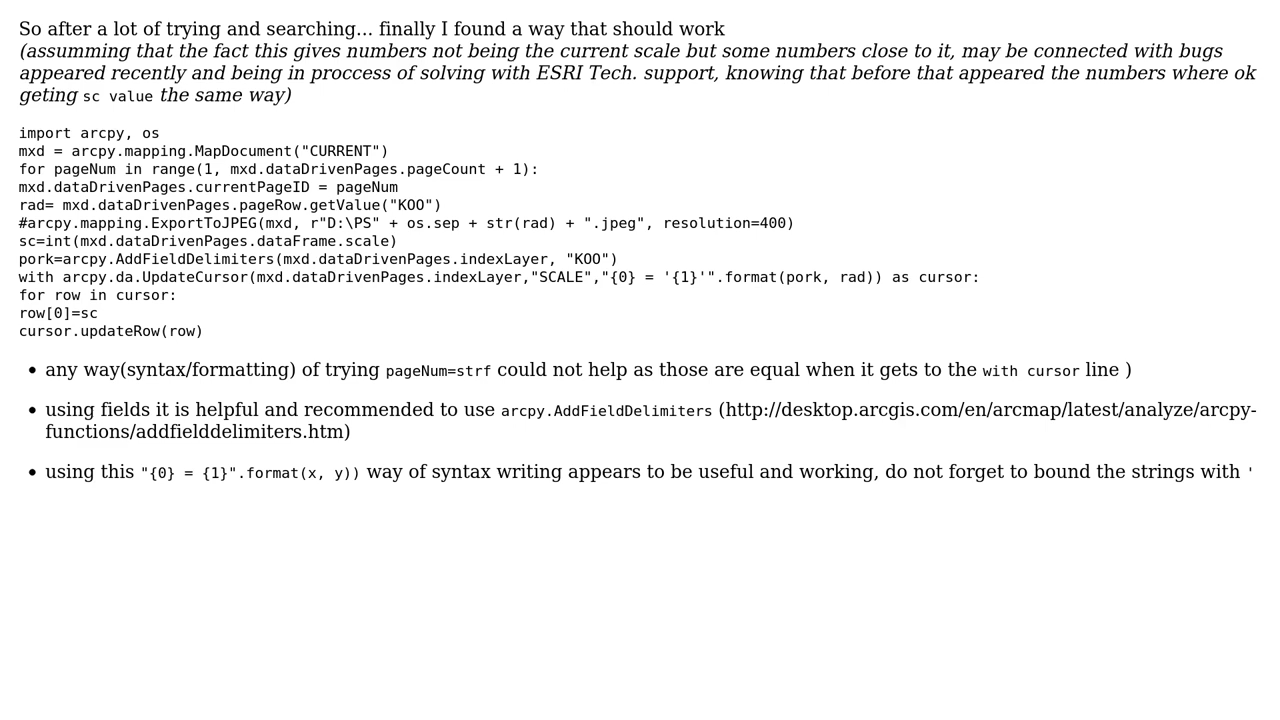 So after a lot of trying and searching... finally I found a way that should work
(assumming that the fact this gives numbers not being the current scale but some numbers close to it, may be connected with bugs
appeared recently and being in proccess of solving with ESRI Tech. support, knowing that before that appeared the numbers where ok
geting sc value the same way)
import arcpy, os
mxd = arcpy.mapping.MapDocument("CURRENT")
for pageNum in range(1, mxd.dataDrivenPages.pageCount + 1):
mxd.dataDrivenPages.currentPageID = pageNum
rad= mxd.dataDrivenPages.pageRow.getValue("KOO")
#arcpy.mapping.ExportToJPEG(mxd, r"D:\PS" + os.sep + str(rad) + ".jpeg", resolution=400)
sc=int(mxd.dataDrivenPages.dataFrame.scale)
pork=arcpy.AddFieldDelimiters(mxd.dataDrivenPages.indexLayer, "KOO")
with arcpy.da.UpdateCursor(mxd.dataDrivenPages.indexLayer,"SCALE","{0} = '{1}'".format(pork, rad)) as cursor:
for row in cursor:
row[0]=sc
cursor.updateRow(row)
• any way(syntax/formatting) of trying pageNum=strf could not help as those are equal when it gets to the with cursor line )
• using fields it is helpful and recommended to use arcpy.AddFieldDelimiters (http://desktop.arcgis.com/en/arcmap/latest/analyze/arcpy-
functions/addfielddelimiters.htm)
• using this "{0} = {1}".format(x, y)) way of syntax writing appears to be useful and working, do not forget to bound the strings with '